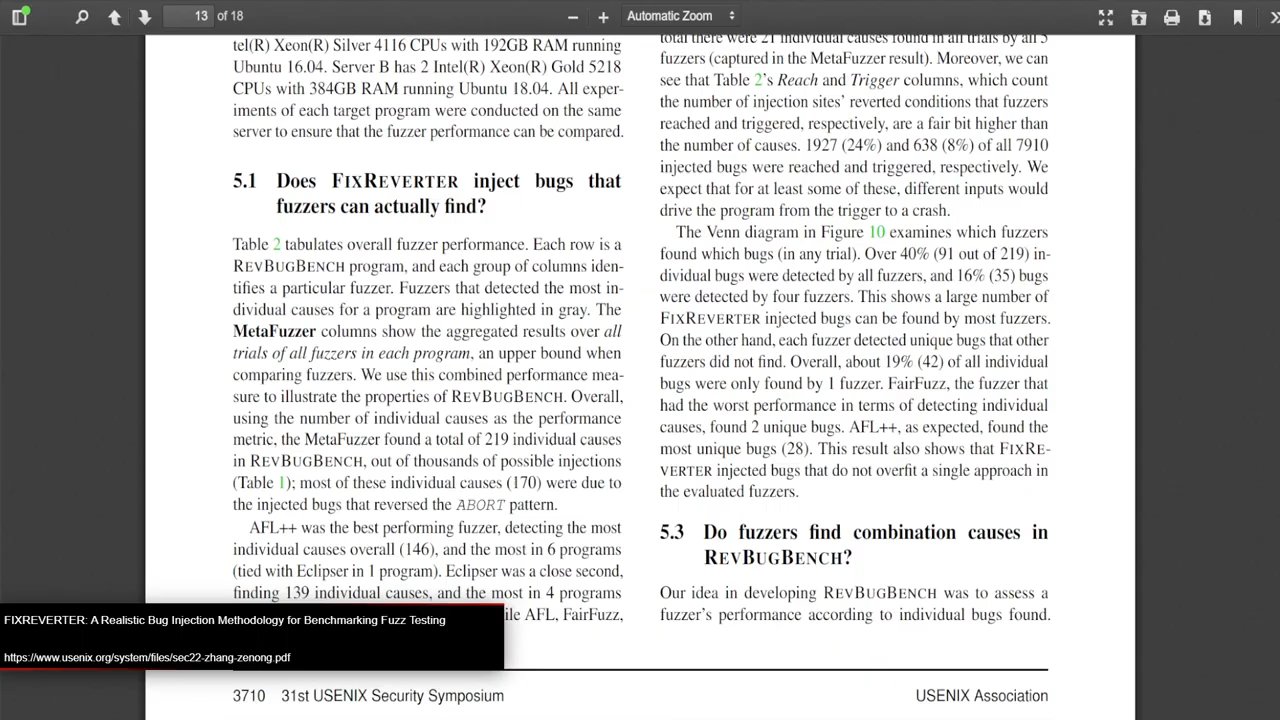 13 of 18
Automatic Zoom
tel(R) Xeon(R) Silver 4116 CPUs with 192GB RAM running
Ubuntu 16.04. Server B has 2 Intel(R) Xeon(R) Gold 5218
CPUs with 384GB RAM running Ubuntu 18.04. All exper-
iments of each target program were conducted on the same
server to ensure that the fuzzer performance can be compared.
5.1 Does FIXREVERTER inject bugs that
fuzzers can actually find?
Table 2 tabulates overall fuzzer performance. Each row is a
REVBUGBENCH program, and each group of columns iden-
tifies a particular fuzzer. Fuzzers that detected the most in-
dividual causes for a program are highlighted in gray. The
MetaFuzzer columns show the aggregated results over all
trials of all fuzzers in each program, an upper bound when
comparing fuzzers. We use this combined performance mea-
sure to illustrate the properties of REVBUGBENCH. Overall,
using the number of individual causes as the performance
metric, the MetaFuzzer found a total of 219 individual causes
in REVBUGBENCH, out of thousands of possible injections
(Table 1); most of these individual causes (170) were due to
the injected bugs that reversed the ABORT pattern.
AFL++ was the best performing fuzzer, detecting the most
individual causes overall (146), and the most in 6 programs
(tied with Eclipser in 1 program). Eclipser was a close second,
finding 139 individual causes, and the most in 4 programs
ile AFL, FairFuzz,
total there were 21 individual causes found in all trials by all 5
fuzzers (captured in the MetaFuzzer result). Moreover, we can
see that Table 2's Reach and Trigger columns, which count
the number of injection sites' reverted conditions that fuzzers
reached and triggered, respectively, are a fair bit higher than
the number of causes. 1927 (24%) and 638 (8%) of all 7910
injected bugs were reached and triggered, respectively. We
expect that for at least some of these, different inputs would
drive the program from the trigger to a crash.
The Venn diagram in Figure 10 examines which fuzzers
found which bugs (in any trial). Over 40% (91 out of 219) in-
dividual bugs were detected by all fuzzers, and 16% (35) bugs
were detected by four fuzzers. This shows a large number of
FIXREVERTER injected bugs can be found by most fuzzers.
On the other hand, each fuzzer detected unique bugs that other
fuzzers did not find. Overall, about 19% (42) of all individual
bugs were only found by 1 fuzzer. FairFuzz, the fuzzer that
had the worst performance in terms of detecting individual
causes, found 2 unique bugs. AFL++, as expected, found the
most unique bugs (28). This result also shows that FIXRE-
VERTER injected bugs that do not overfit a single approach in
the evaluated fuzzers.
5.3 Do fuzzers find combination causes in
REVBUGBENCH?
Our idea in developing REVBUGBENCH was to assess a
fuzzer's performance according to individual bugs found.
FIXREVERTER: A Realistic Bug Injection Methodology for Benchmarking Fuzz Testing
https://www.usenix.org/system/files/sec22-zhang-zenong.pdf
3710 31st USENIX Security Symposium
USENIX Association